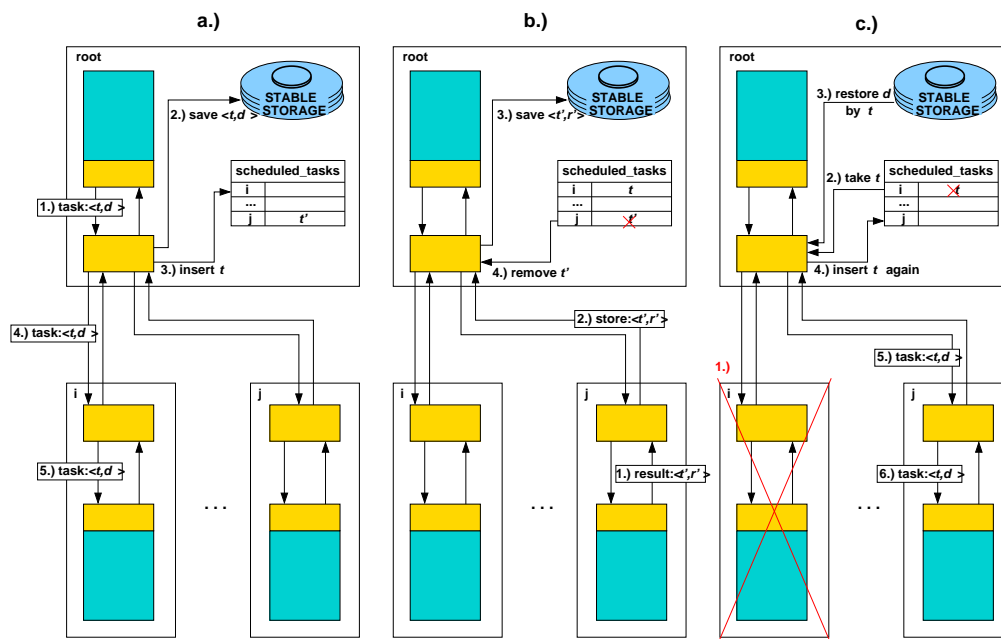 a.)
root
STABLE
STORAGE
2.) save <t,d >
scheduled_tasks
i
...
j t'
1.) task:<t,d >
3.) insert t
4.) task:<t,d >
i
j
5.) task:<t,d >
...
b.)
root
STABLE
STORAGE
3.) save <t',r' >
scheduled_tasks
i t
...
j t'
4.) remove t'
2.) store:<t',r' >
i
j
1.) result:<t',r' >
...
c.)
root
3.) restore d
by t
STABLE
STORAGE
scheduled_tasks
2.) take t
i t
...
j
4.) insert t again
5.) task:<t,d >
1.)
i
j
6.) task:<t,d >
...